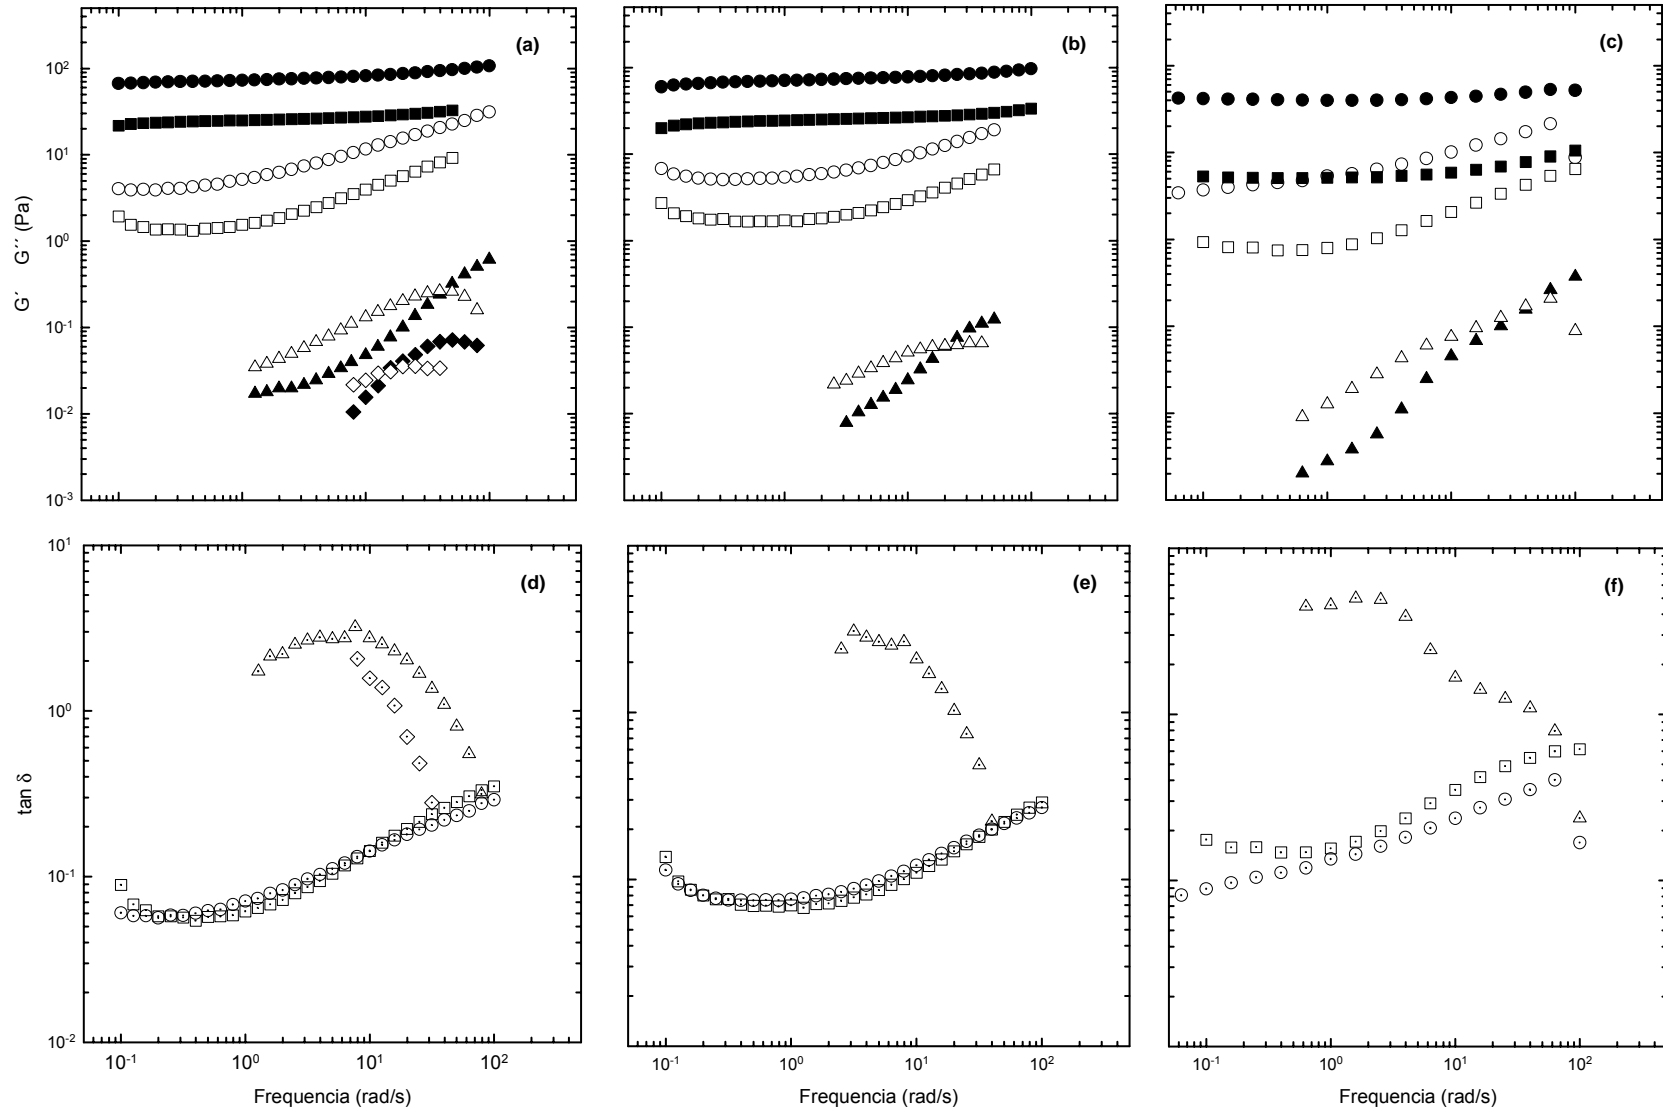 (a)
(b)
(c)
10²
10¹
10⁰
10⁻¹
10⁻²
10⁻³
G´ G´´ (Pa)
(d)
(e)
(f)
10¹
10⁰
10⁻¹
10⁻²
tan δ
10⁻¹ 10⁰ 10¹ 10²
10⁻¹ 10⁰ 10¹ 10²
10⁻¹ 10⁰ 10¹ 10²
Frequencia (rad/s)
Frequencia (rad/s)
Frequencia (rad/s)